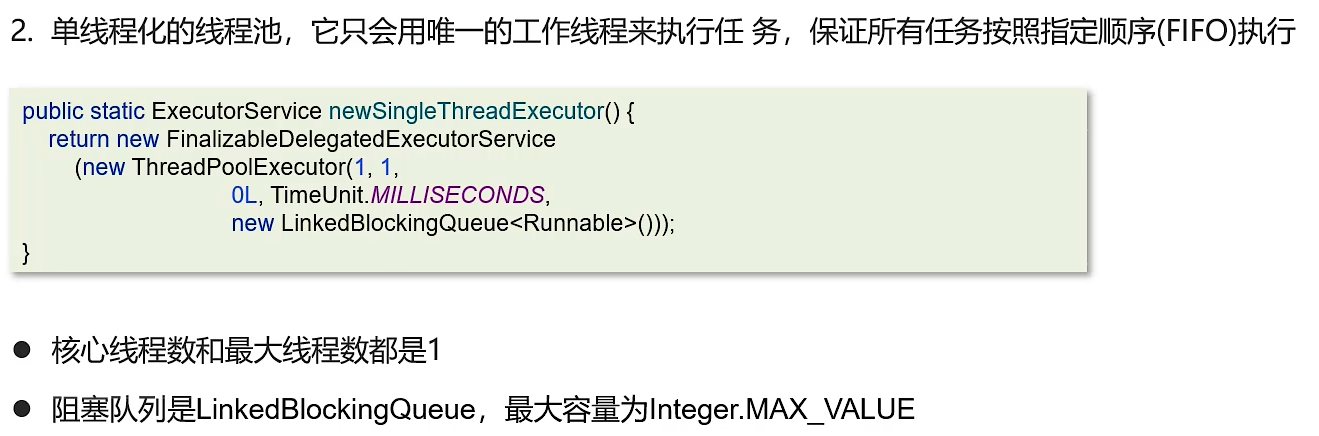 2. 单线程化的线程池，它只会用唯一的工作线程来执行任 务，保证所有任务按照指定顺序(FIFO)执行
public static ExecutorService newSingleThreadExecutor() {
return new FinalizableDelegatedExecutorService
(new ThreadPoolExecutor(1, 1,
0L, TimeUnit.MILLISECONDS,
new LinkedBlockingQueue<Runnable>()));
}
● 核心线程数和最大线程数都是1
● 阻塞队列是LinkedBlockingQueue，最大容量为Integer.MAX_VALUE